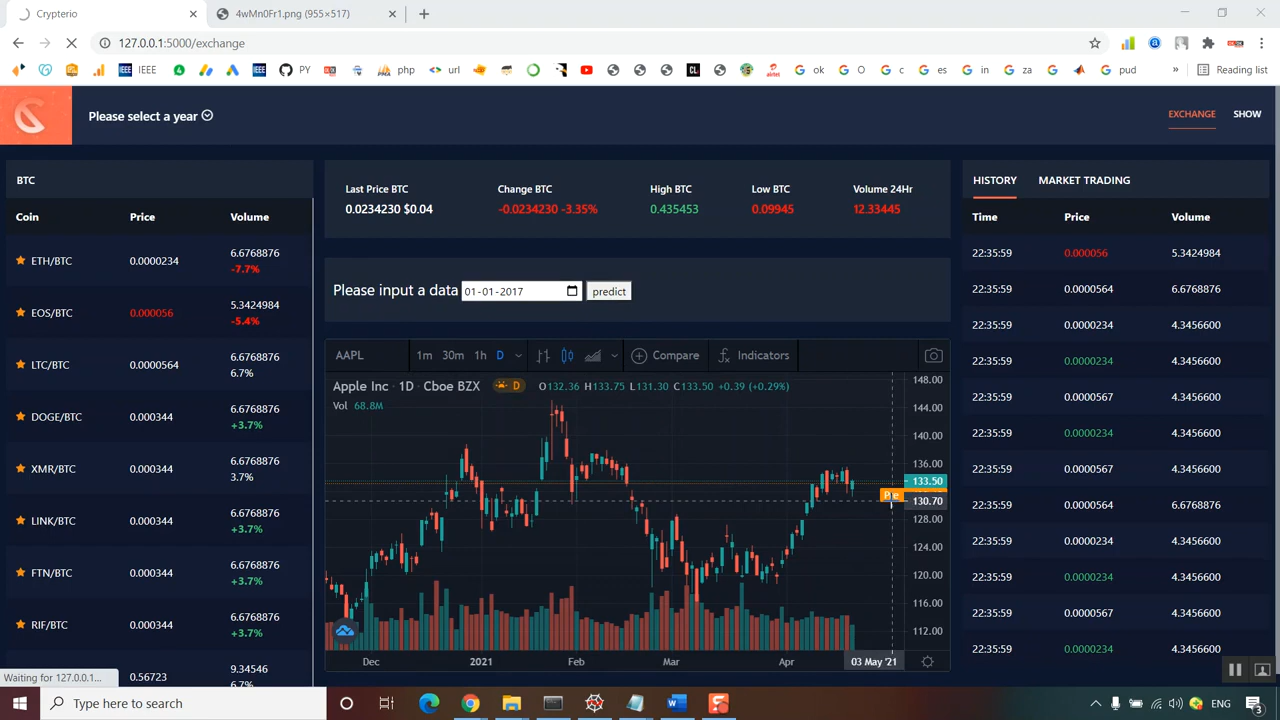 Crypterio
4wMn0Fr1.png (955×517)
127.0.0.1:5000/exchange
IEEE
IEEE
PY
php
url
CL
airtel
ok
O
c
es
in
za
pud
»
Reading list
Please select a year
EXCHANGE
SHOW
BTC
Coin Price Volume
ETH/BTC 0.0000234 6.6768876
-7.7%
EOS/BTC 0.000056 5.3424984
-5.4%
LTC/BTC 0.0000564 6.6768876
6.7%
DOGE/BTC 0.000344 6.6768876
+3.7%
XMR/BTC 0.000344 6.6768876
3.7%
LINK/BTC 0.000344 6.6768876
+3.7%
FTN/BTC 0.000344 6.6768876
+3.7%
RIF/BTC 0.000344 6.6768876
+3.7%
0.56723 9.34546
6.7%
Waiting for 127.0.0.1...
Last Price BTC Change BTC High BTC Low BTC Volume 24Hr
0.0234230 $0.04 -0.0234230 -3.35% 0.435453 0.09945 12.33445
Please input a data 01-01-2017 predict
AAPL 1m 30m 1h D Compare Indicators
Apple Inc · 1D · Cboe BZX D O132.36 H133.75 L131.30 C133.50 +0.39 (+0.29%)
Vol 68.8M
148.00
144.00
140.00
136.00
133.50
Pre
130.70
128.00
124.00
120.00
116.00
112.00
Dec 2021 Feb Mar Apr 03 May '21
HISTORY MARKET TRADING
Time Price Volume
22:35:59 0.000056 5.3424984
22:35:59 0.0000564 6.6768876
22:35:59 0.0000234 4.3456600
22:35:59 0.0000234 4.3456600
22:35:59 0.0000567 4.3456600
22:35:59 0.0000234 4.3456600
22:35:59 0.0000567 4.3456600
22:35:59 0.0000564 6.6768876
22:35:59 0.0000234 4.3456600
22:35:59 0.0000234 4.3456600
22:35:59 0.0000567 4.3456600
22:35:59 0.0000234 4.3456600
Type here to search
ENG
3